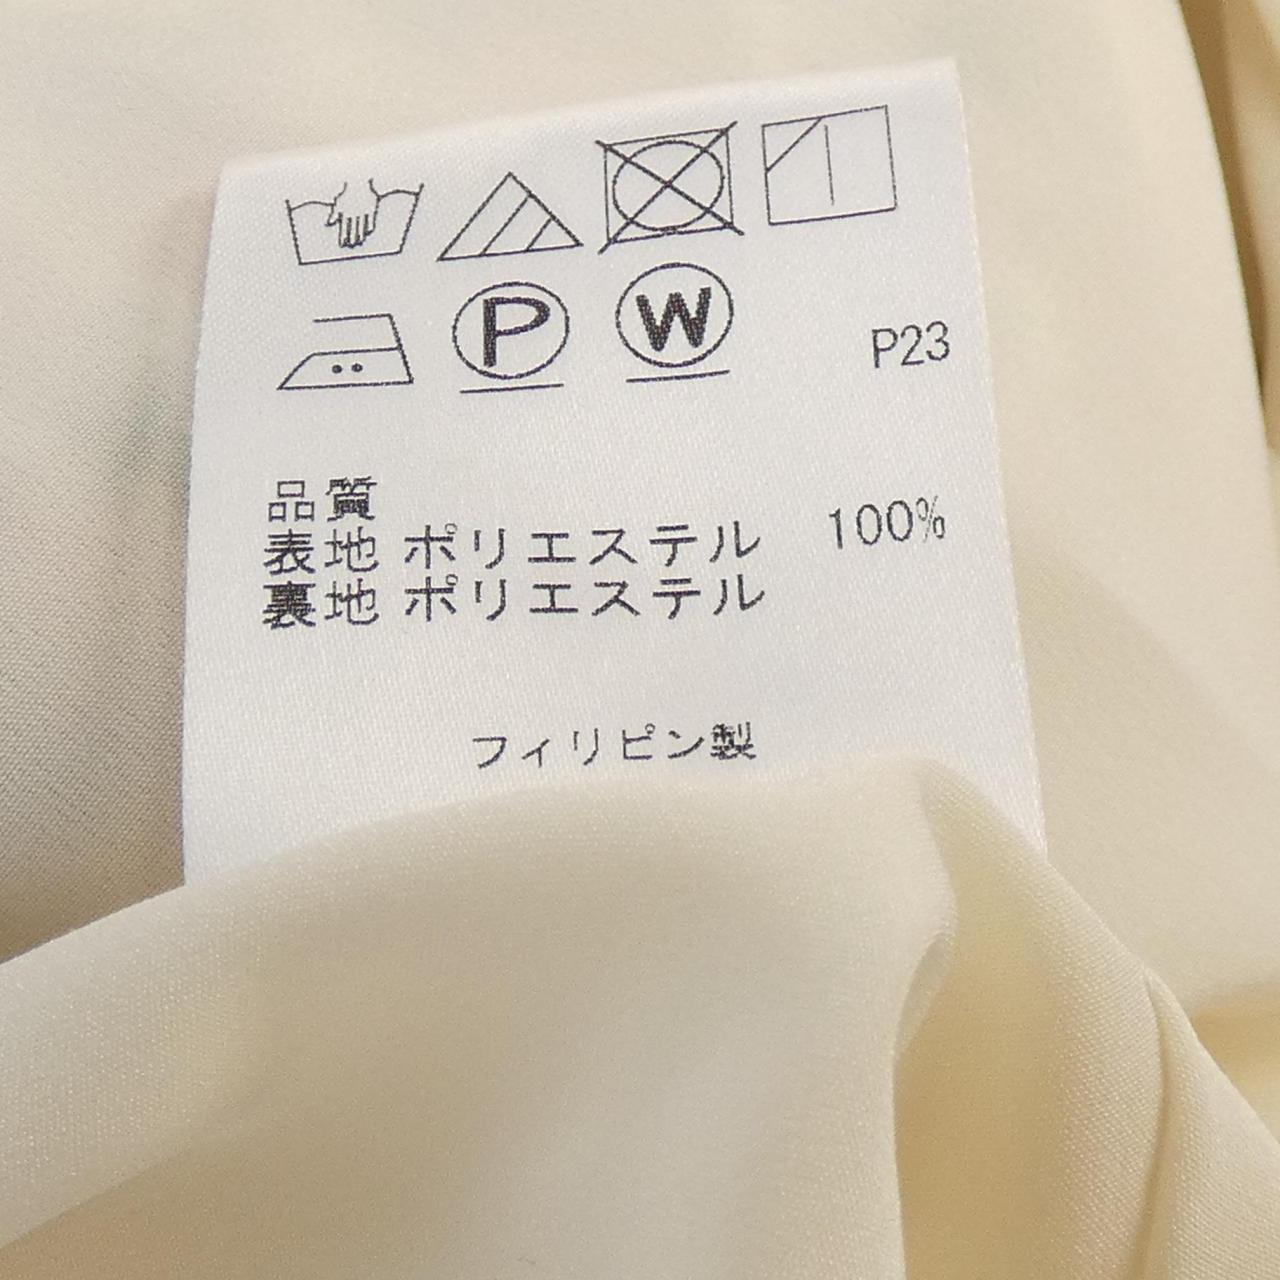 P W P23
品質
表地 ポリエステル 100%
裏地 ポリエステル
フィリピン製